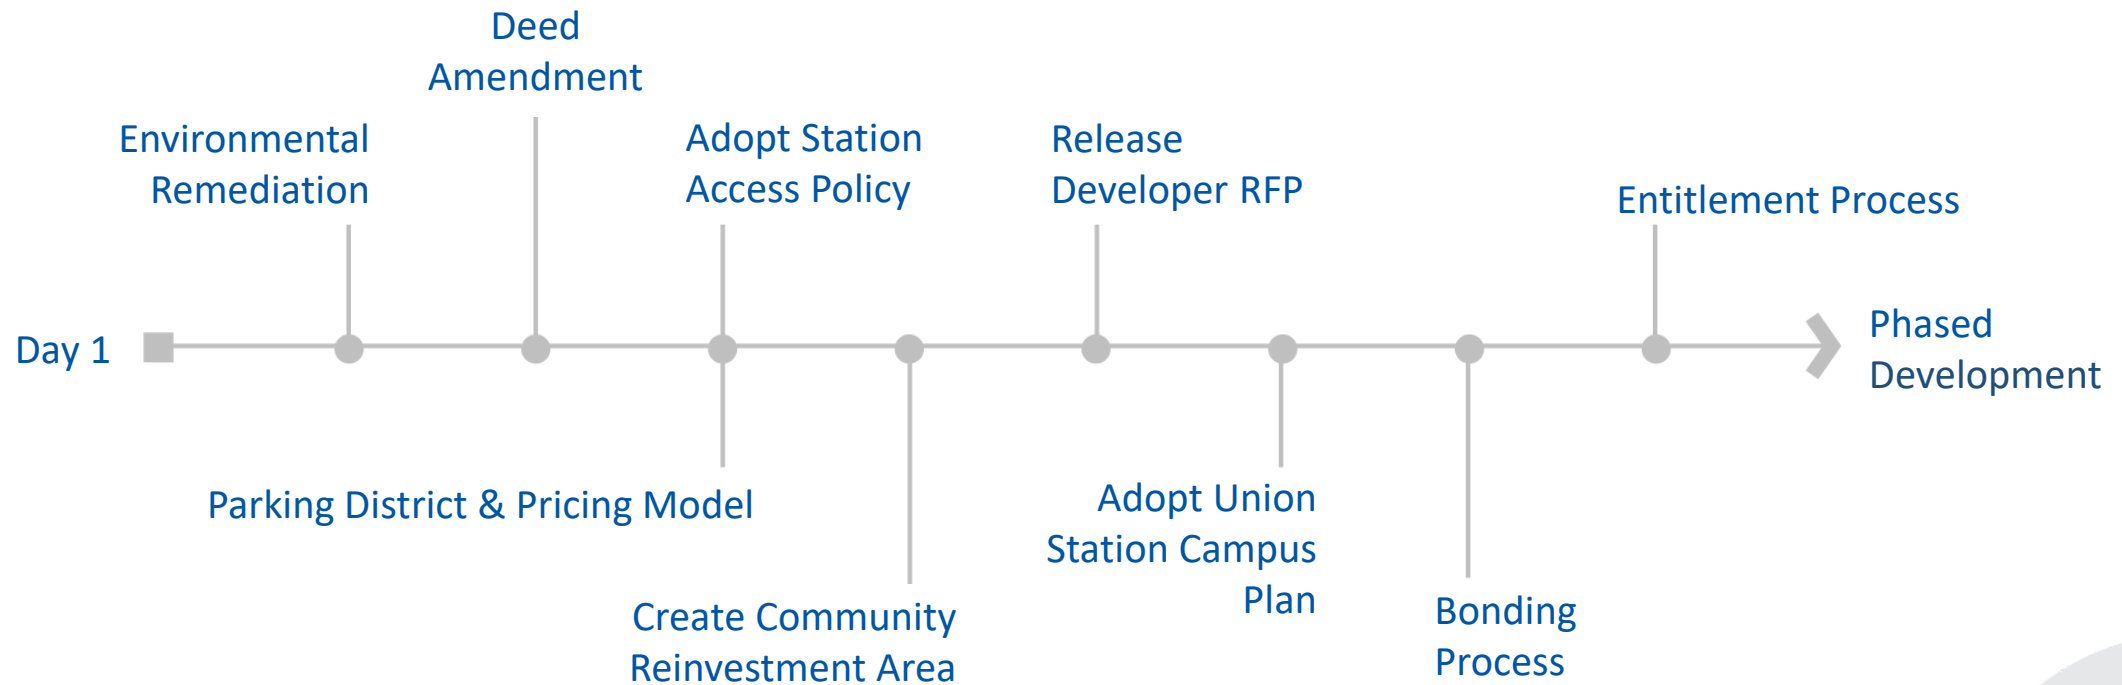 Deed
Amendment
Environmental
Remediation
Adopt Station
Access Policy
Release
Developer RFP
Entitlement Process
Day 1
Phased
Development
Parking District & Pricing Model
Adopt Union
Station Campus
Plan
Create Community
Reinvestment Area
Bonding
Process